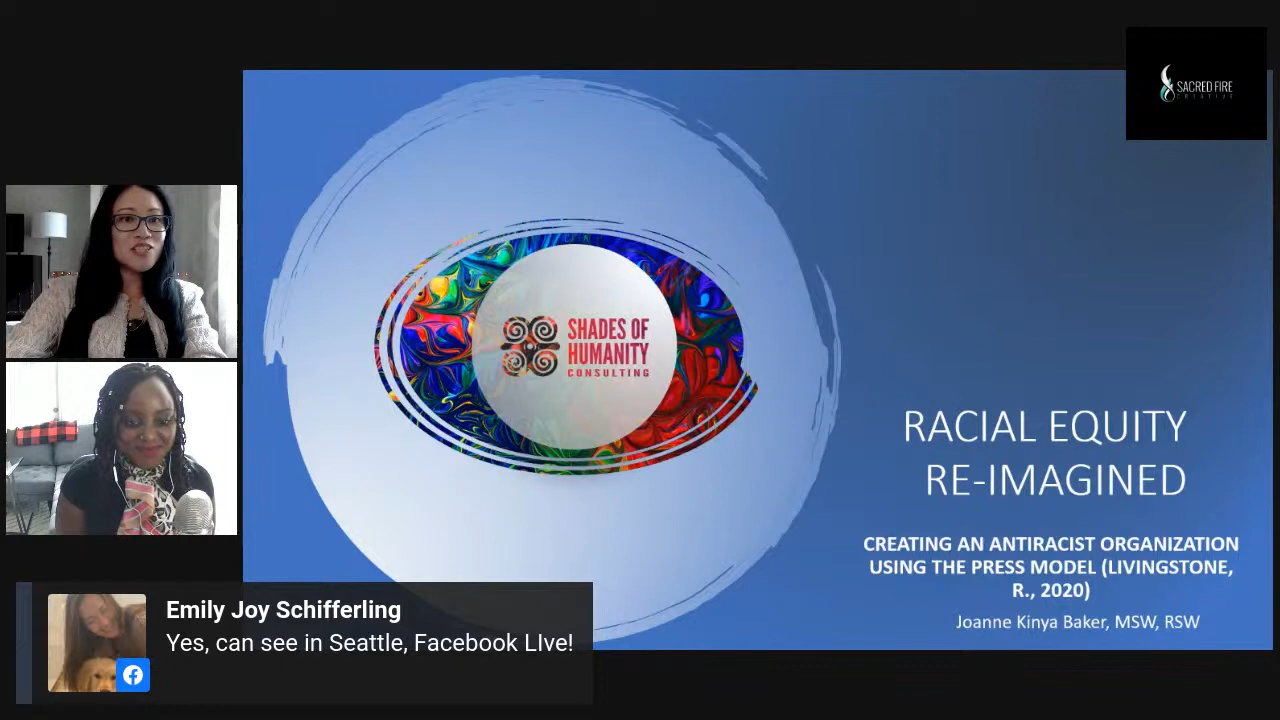 SACRED FIRE
CREATIVE
SHADES OF
HUMANITY
CONSULTING
RACIAL EQUITY
RE-IMAGINED
CREATING AN ANTIRACIST ORGANIZATION
USING THE PRESS MODEL (LIVINGSTONE,
R., 2020)
Joanne Kinya Baker, MSW, RSW
Emily Joy Schifferling
Yes, can see in Seattle, Facebook LIve!